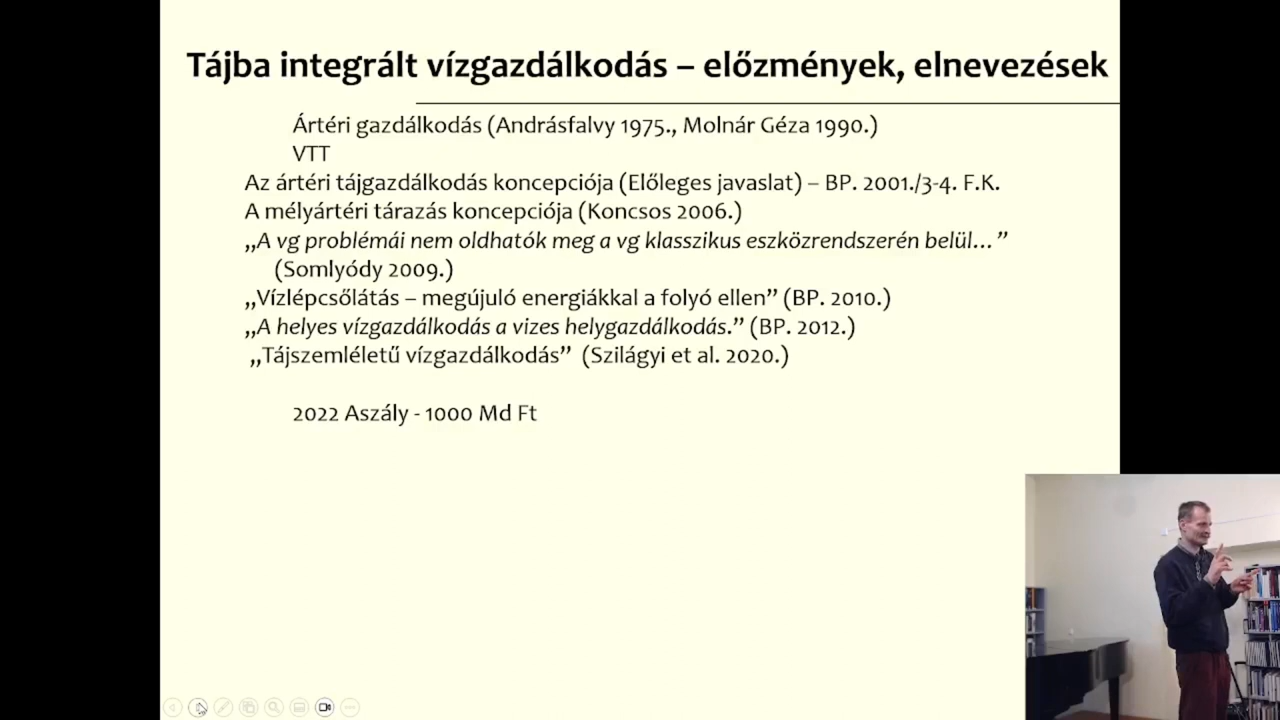 Tájba integrált vízgazdálkodás – előzmények, elnevezések
Ártéri gazdálkodás (Andrásfalvy 1975., Molnár Géza 1990.)
VTT
Az ártéri tájgazdálkodás koncepciója (Előleges javaslat) – BP. 2001./3-4. F.K.
A mélyártéri tárazás koncepciója (Koncsos 2006.)
„A vg problémái nem oldhatók meg a vg klasszikus eszközrendszerén belül…”
(Somlyódy 2009.)
„Vízlépcsőlátás – megújuló energiákkal a folyó ellen” (BP. 2010.)
„A helyes vízgazdálkodás a vizes helygazdálkodás.” (BP. 2012.)
„Tájszemléletű vízgazdálkodás” (Szilágyi et al. 2020.)
2022 Aszály - 1000 Md Ft